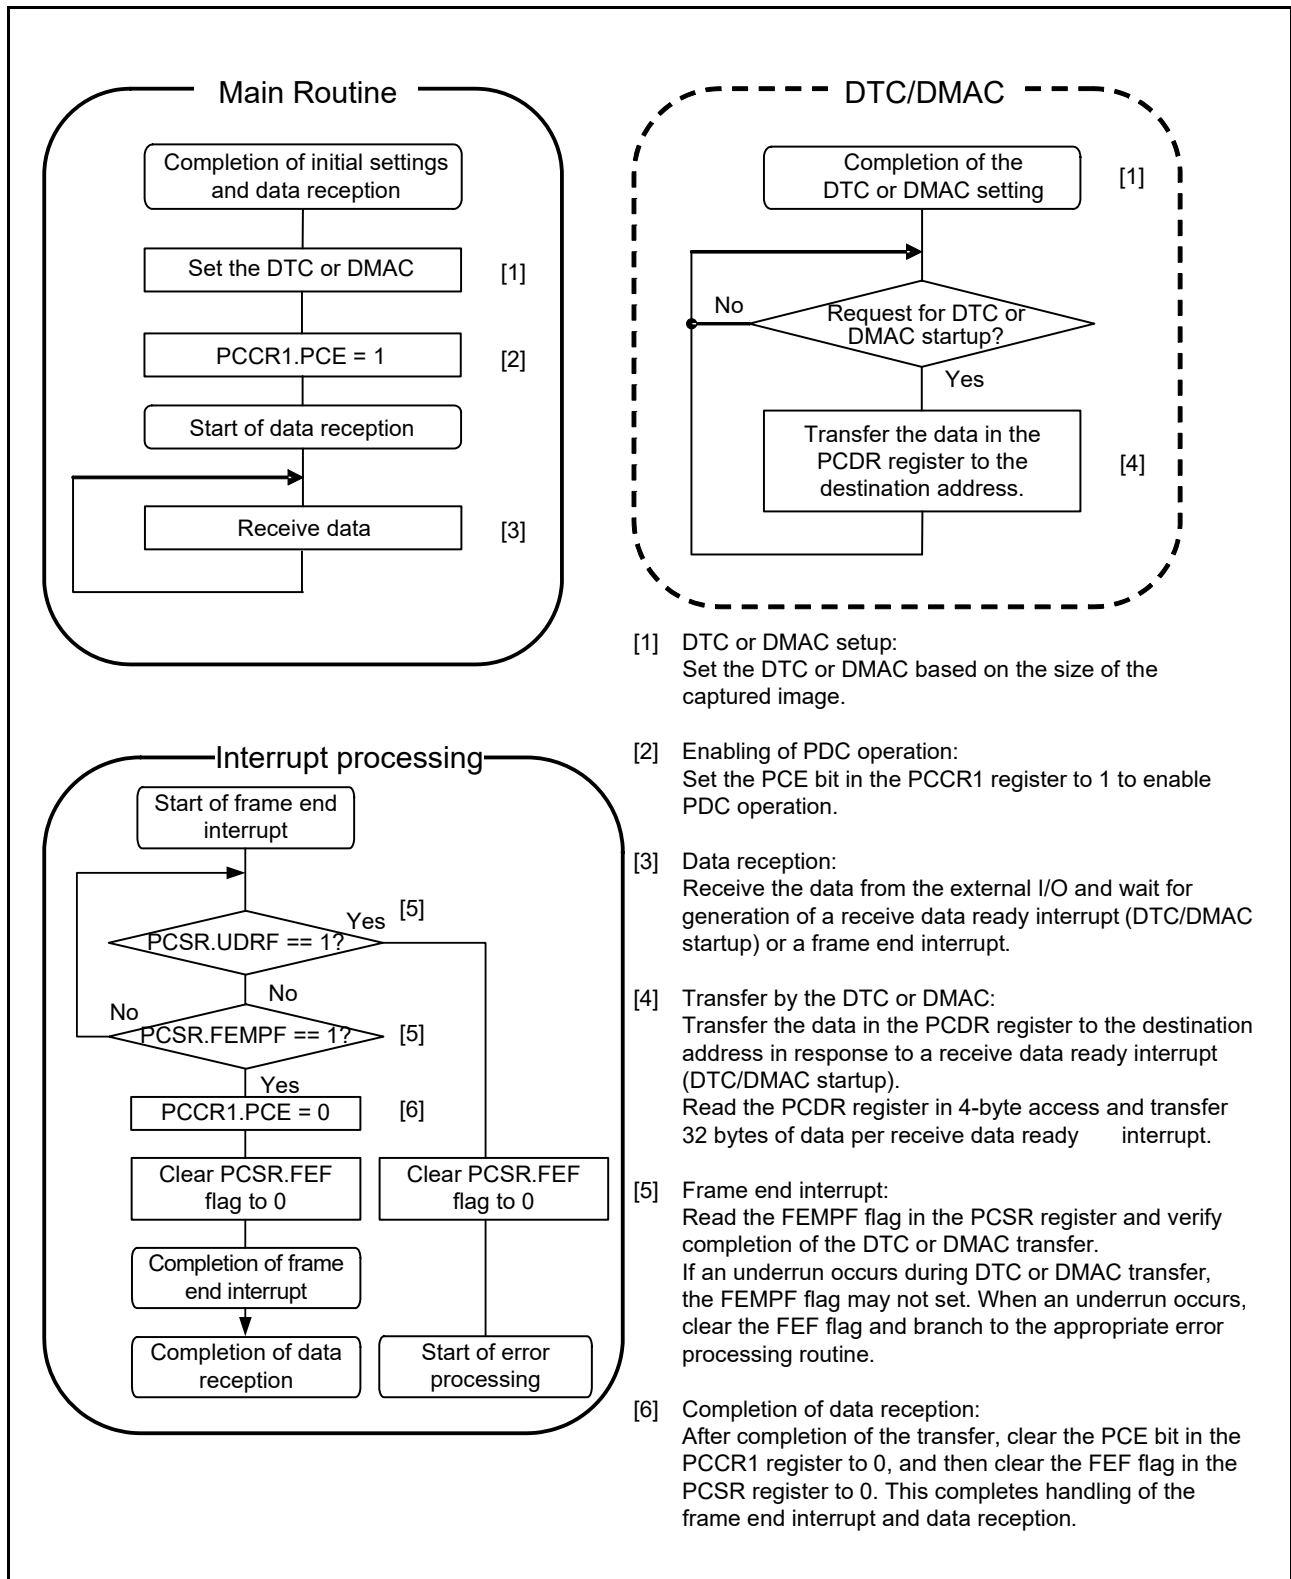 Main Routine
Completion of initial settings
and data reception
Set the DTC or DMAC
[1]
PCCR1.PCE = 1
[2]
Start of data reception
Receive data
[3]
DTC/DMAC
Completion of the
DTC or DMAC setting
[1]
No
Request for DTC or
DMAC startup?
Yes
Transfer the data in the
PCDR register to the
destination address.
[4]
Interrupt processing
Start of frame end
interrupt
Yes
[5]
PCSR.UDRF == 1?
No
No
PCSR.FEMPF == 1?
[5]
Yes
PCCR1.PCE = 0
[6]
Clear PCSR.FEF
flag to 0
Clear PCSR.FEF
flag to 0
Completion of frame
end interrupt
Completion of data
reception
Start of error
processing
[1] DTC or DMAC setup:
Set the DTC or DMAC based on the size of the
captured image.
[2] Enabling of PDC operation:
Set the PCE bit in the PCCR1 register to 1 to enable
PDC operation.
[3] Data reception:
Receive the data from the external I/O and wait for
generation of a receive data ready interrupt (DTC/DMAC
startup) or a frame end interrupt.
[4] Transfer by the DTC or DMAC:
Transfer the data in the PCDR register to the destination
address in response to a receive data ready interrupt
(DTC/DMAC startup).
Read the PCDR register in 4-byte access and transfer
32 bytes of data per receive data ready interrupt.
[5] Frame end interrupt:
Read the FEMPF flag in the PCSR register and verify
completion of the DTC or DMAC transfer.
If an underrun occurs during DTC or DMAC transfer,
the FEMPF flag may not set. When an underrun occurs,
clear the FEF flag and branch to the appropriate error
processing routine.
[6] Completion of data reception:
After completion of the transfer, clear the PCE bit in the
PCCR1 register to 0, and then clear the FEF flag in the
PCSR register to 0. This completes handling of the
frame end interrupt and data reception.